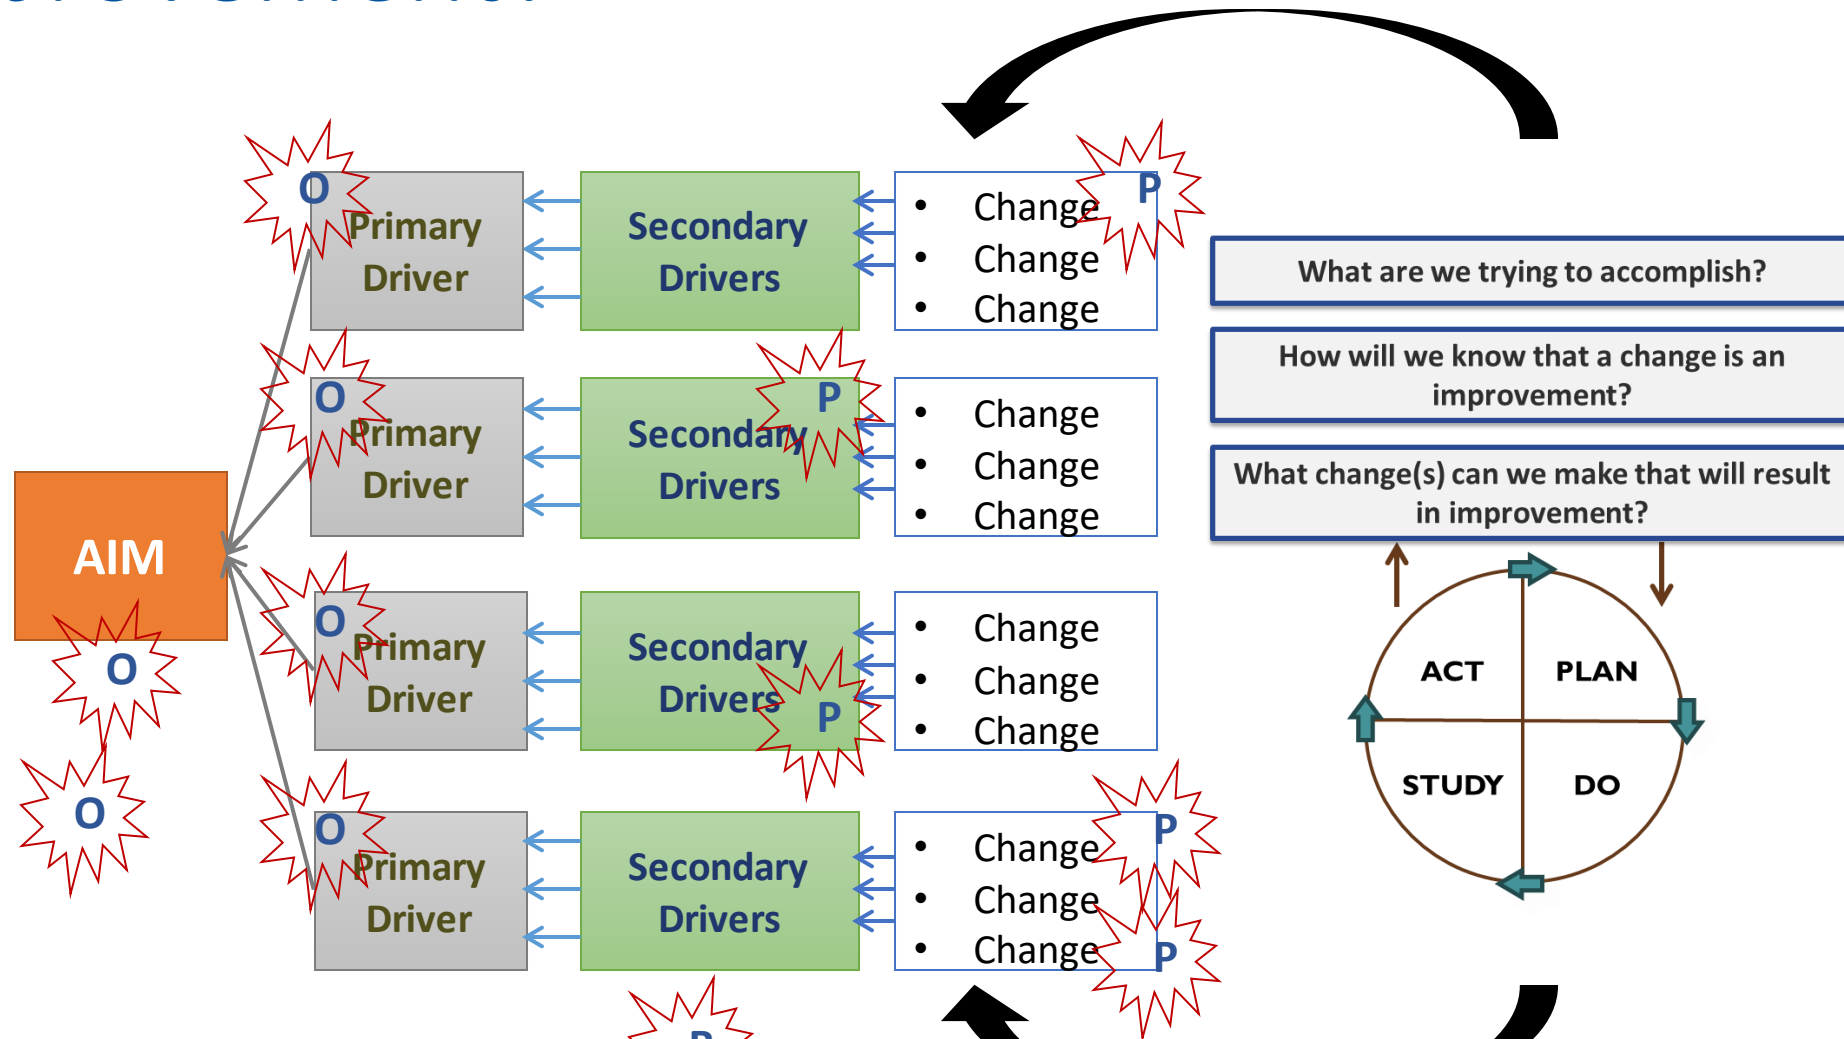 O
Primary
Driver
Secondary
Drivers
• Change
• Change
• Change
P
O
Primary
Driver
Secondary
Drivers
P
• Change
• Change
• Change
AIM
O
O
O
Primary
Driver
Secondary
Drivers
P
• Change
• Change
• Change
O
Primary
Driver
Secondary
Drivers
• Change
• Change
• Change
P
P
What are we trying to accomplish?
How will we know that a change is an
improvement?
What change(s) can we make that will result
in improvement?
ACT
PLAN
STUDY
DO